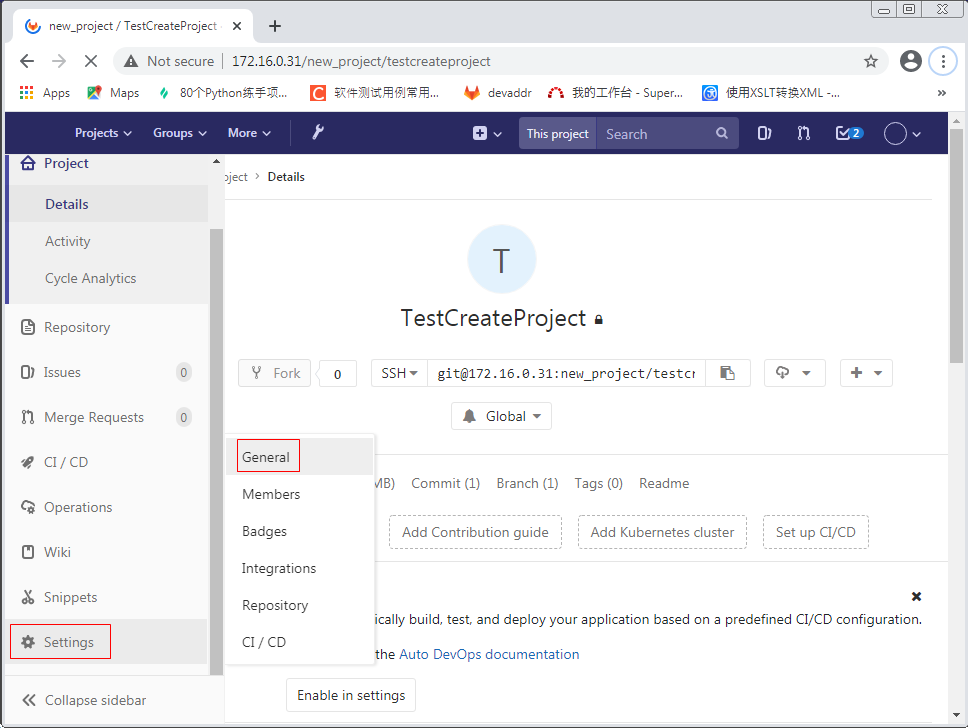 new_project / TestCreateProject
Not secure 172.16.0.31/new_project/testcreateproject
Apps Maps 80个Python练手项... 软件测试用例常用... devaddr 我的工作台 - Super... 使用XSLT转换XML -... »
Projects Groups More This project Search 2
Project
Details
Activity
Cycle Analytics
Repository
Issues 0
Merge Requests 0
CI / CD
Operations
Wiki
Snippets
Settings
Collapse sidebar
oject > Details
T
TestCreateProject
Fork 0 SSH git@172.16.0.31:new_project/testcr
Global
MB) Commit (1) Branch (1) Tags (0) Readme
Add Contribution guide Add Kubernetes cluster Set up CI/CD
General
Members
Badges
Integrations
Repository
CI / CD
ically build, test, and deploy your application based on a predefined CI/CD configuration.
the Auto DevOps documentation
Enable in settings